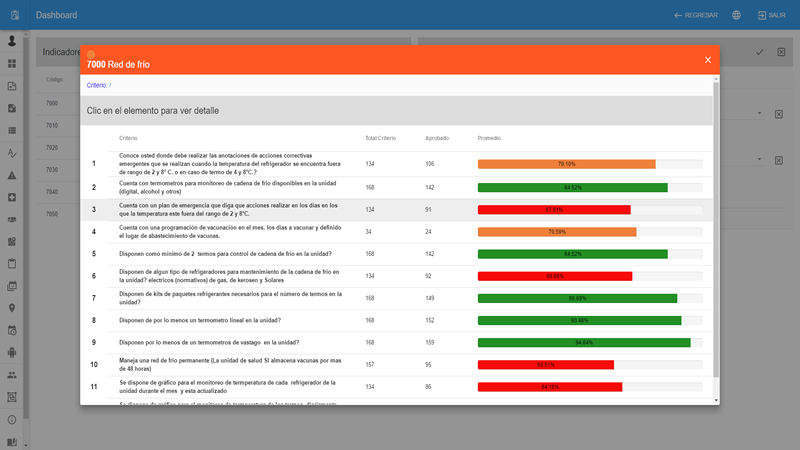 Dashboard
REGRESAR
SALIR
Indicadore
Código
7000
7010
7020
7030
7040
7050
7000 Red de frío
Criterio: /
Clic en el elemento para ver detalle
Criterio Total Criterio Aprobado Promedio
1 Conoce usted donde debe realizar las anotaciones de acciones correctivas
emergentes que se realizan cuando la temperatura del refrigerador se encuentra fuera
de rango de 2 y 8° C. o en caso de termo de 4 y 8°C.?
134 106 79.10%
2 Cuenta con termometros para monitoreo de cadena de frío disponibles en la unidad
(digital, alcohol y otros)
168 142 84.52%
3 Cuenta con un plan de emergencia que diga que acciones realizar en los días en los
que la temperatura este fuera del rango de 2 y 8°C.
134 91 67.91%
4 Cuenta con una programación de vacunación en el mes, los días a vacunar y definido
el lugar de abastecimiento de vacunas.
34 24 70.59%
5 Disponen como mínimo de 2 termos para control de cadena de frío en la unidad?
168 142 84.52%
6 Disponen de algun tipo de refrigeradores para mantenimiento de la cadena de frío en
la unidad? electricos (normativos) de gas, de kerosen y Solares
134 92 68.66%
7 Disponen de kits de paquetes refrigerantes necesarios para el número de termos en la
unidad?
168 149 88.69%
8 Disponen de por lo menos un termometro lineal en la unidad?
168 152 90.48%
9 Disponen por lo menos de un termometros de vastago en la unidad?
168 159 94.64%
10 Maneja una red de frío permanente (La unidad de salud SI almacena vacunas por mas
de 48 horas)
157 95 60.51%
11 Se dispone de gráfico para el monitoreo de termperatura de cada refrigerador de la
unidad durante el mes y esta actualizado
134 86 64.18%
Se dispone de gráfico para el monitoreo de temperatura de los termos